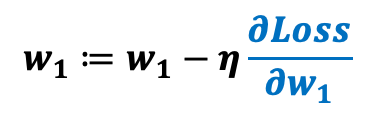 w₁ := w₁ − η ∂Loss/∂w₁